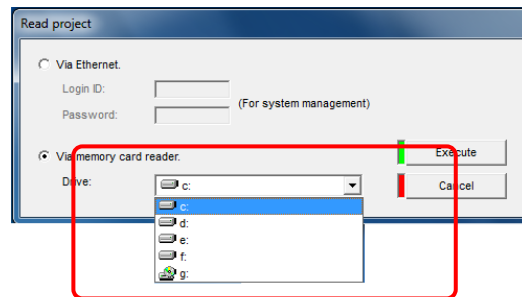 Read project
Via Ethernet.
Login ID:
Password:
(For system management)
Via memory card reader.
Drive:
c:
Execute
Cancel
c:
d:
e:
f:
g: